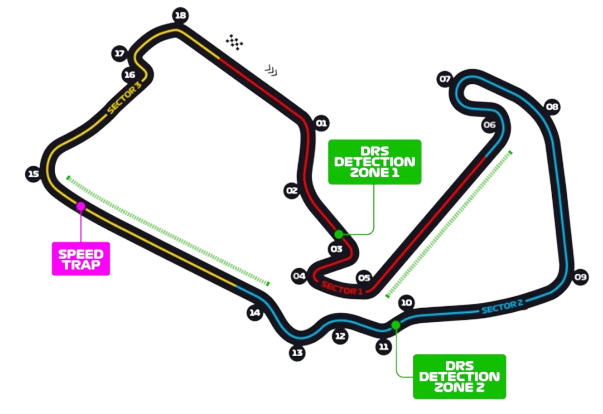 18
17
16
SECTOR 3
01
07
08
06
DRS
DETECTION
ZONE 1
15
02
SPEED
TRAP
03
04
05
SECTOR 1
09
10
SECTOR 2
14
13
12
11
DRS
DETECTION
ZONE 2